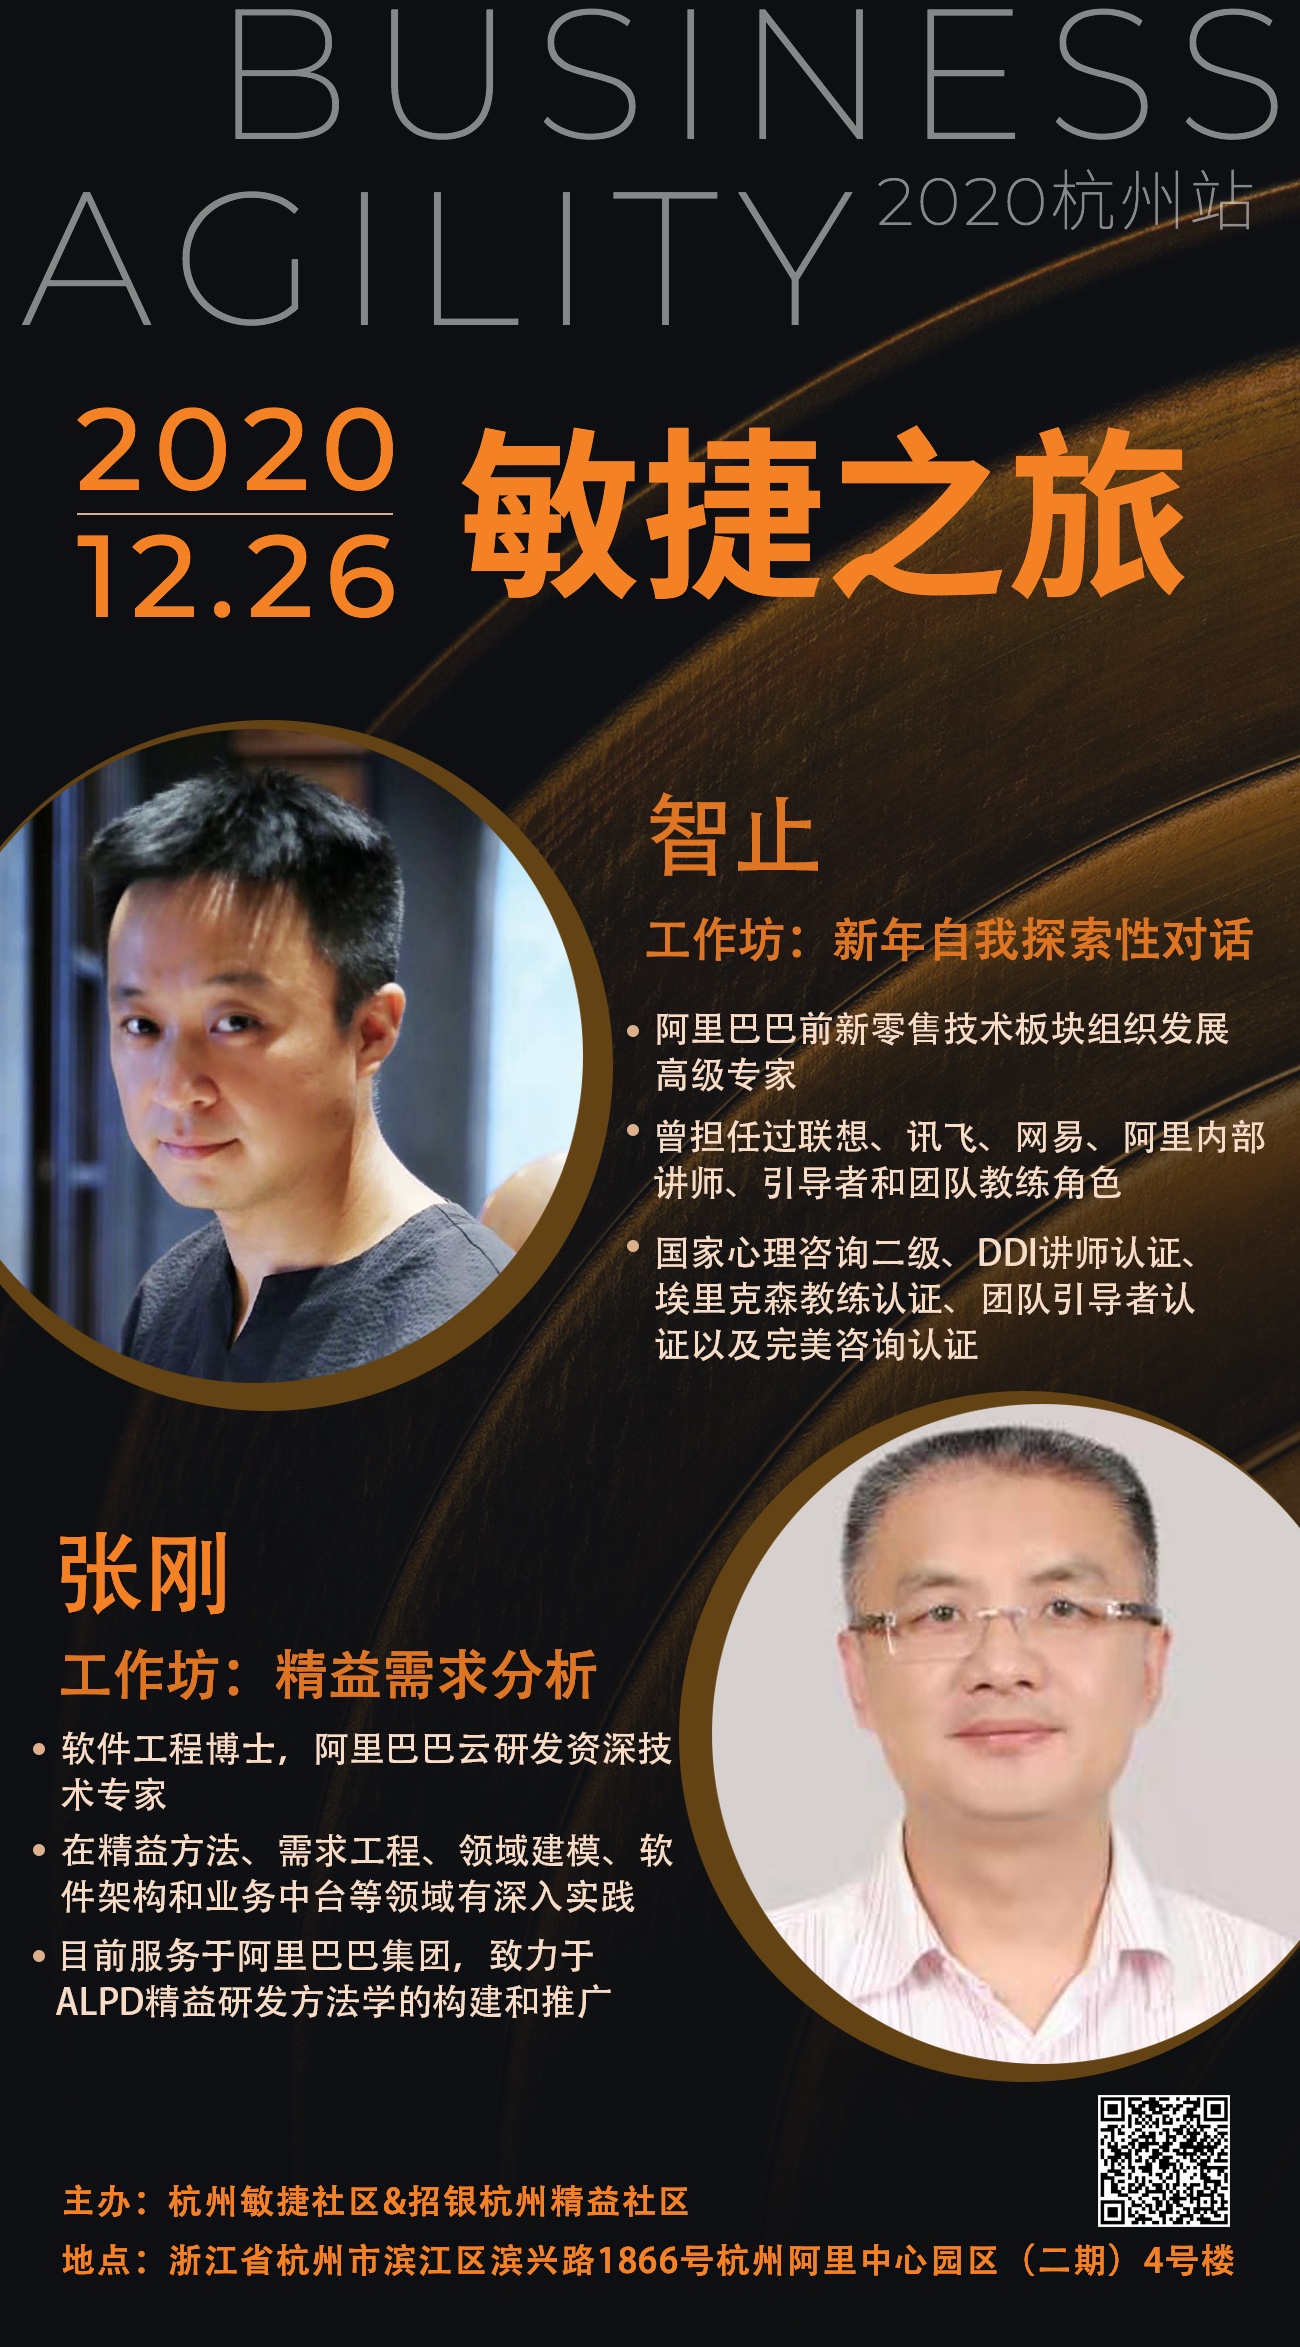 BUSINESS
AGILITY 2020杭州站
2020
12.26
敏捷之旅
智止
工作坊：新年自我探索性对话
阿里巴巴前新零售技术板块组织发展
高级专家
曾担任过联想、讯飞、网易、阿里内部
讲师、引导者和团队教练角色
国家心理咨询二级、DDI讲师认证、
埃里克森教练认证、团队引导者认
证以及完美咨询认证
张刚
工作坊：精益需求分析
软件工程博士，阿里巴巴云研发资深技
术专家
在精益方法、需求工程、领域建模、软
件架构和业务中台等领域有深入实践
目前服务于阿里巴巴集团，致力于
ALPD精益研发方法学的构建和推广
主办：杭州敏捷社区&招银杭州精益社区
地点：浙江省杭州市滨江区滨兴路1866号杭州阿里中心园区（二期）4号楼